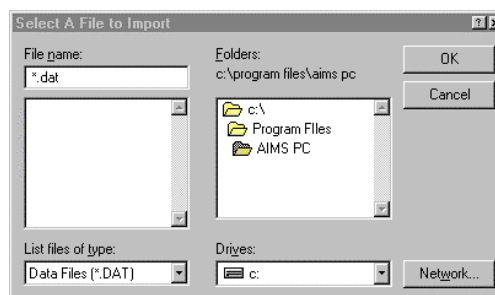 Select A File to Import
File name:
*.dat
Folders:
c:\program files\aims pc
OK
Cancel
c:\
Program FIles
AIMS PC
List files of type:
Data Files (*.DAT)
Drives:
c:
Network...